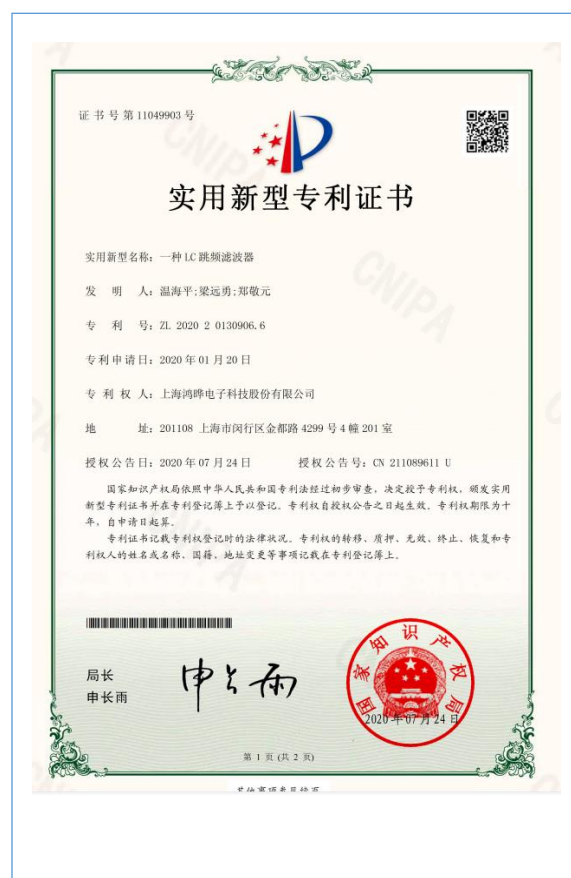 证书号第11049903号
实用新型专利证书
实用新型名称：一种LC跳频滤波器
发 明 人：温海平;梁远勇;郑敬元
专 利 号：ZL 2020 2 0130906.6
专利申请日：2020年01月20日
专 利 权 人：上海鸿晔电子科技股份有限公司
地 址：201108 上海市闵行区金都路4299号4幢201室
授权公告日：2020年07月24日 授权公告号：CN 211089611 U
国家知识产权局依照中华人民共和国专利法经过初步审查，决定授予专利权，颁发实用
新型专利证书并在专利登记簿上予以登记。专利权自授权公告之日起生效。专利权期限为十
年，自申请日起算。
专利证书记载专利权登记时的法律状况。专利权的转移、质押、无效、终止、恢复和专
利权人的姓名或名称、国籍、地址变更等事项记载在专利登记簿上。
局长
申长雨
申长雨
国家知识产权局
2020年07月24日
第 1 页 (共 2 页)
其他事项参见续页
CNIPA
CNIPA